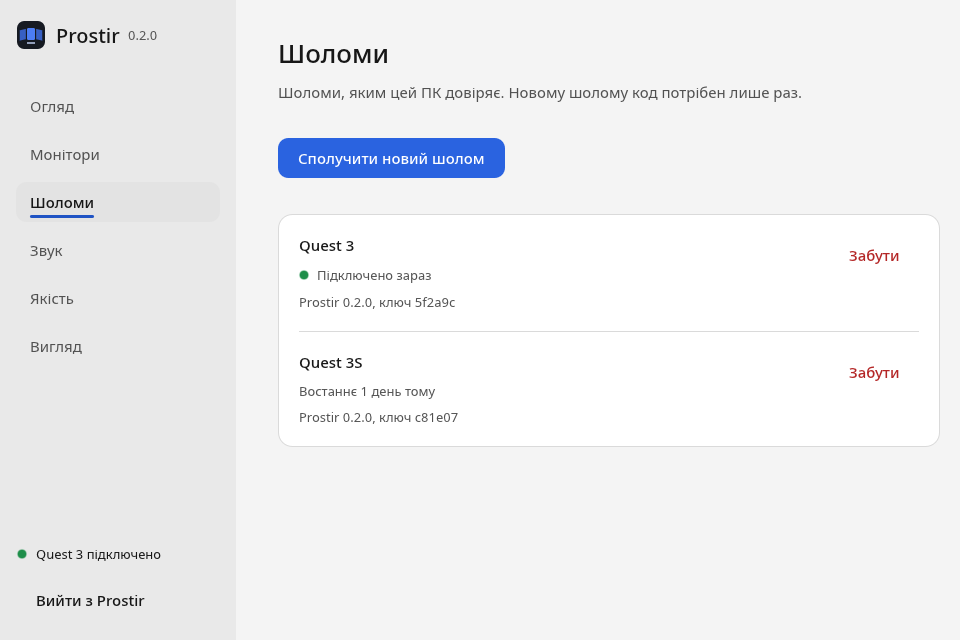 Prostir 0.2.0
Огляд
Монітори
Шоломи
Звук
Якість
Вигляд
Quest 3 підключено
Вийти з Prostir
Шоломи
Шоломи, яким цей ПК довіряє. Новому шолому код потрібен лише раз.
Сполучити новий шолом
Quest 3
Забути
Підключено зараз
Prostir 0.2.0, ключ 5f2a9c
Quest 3S
Забути
Востаннє 1 день тому
Prostir 0.2.0, ключ c81e07